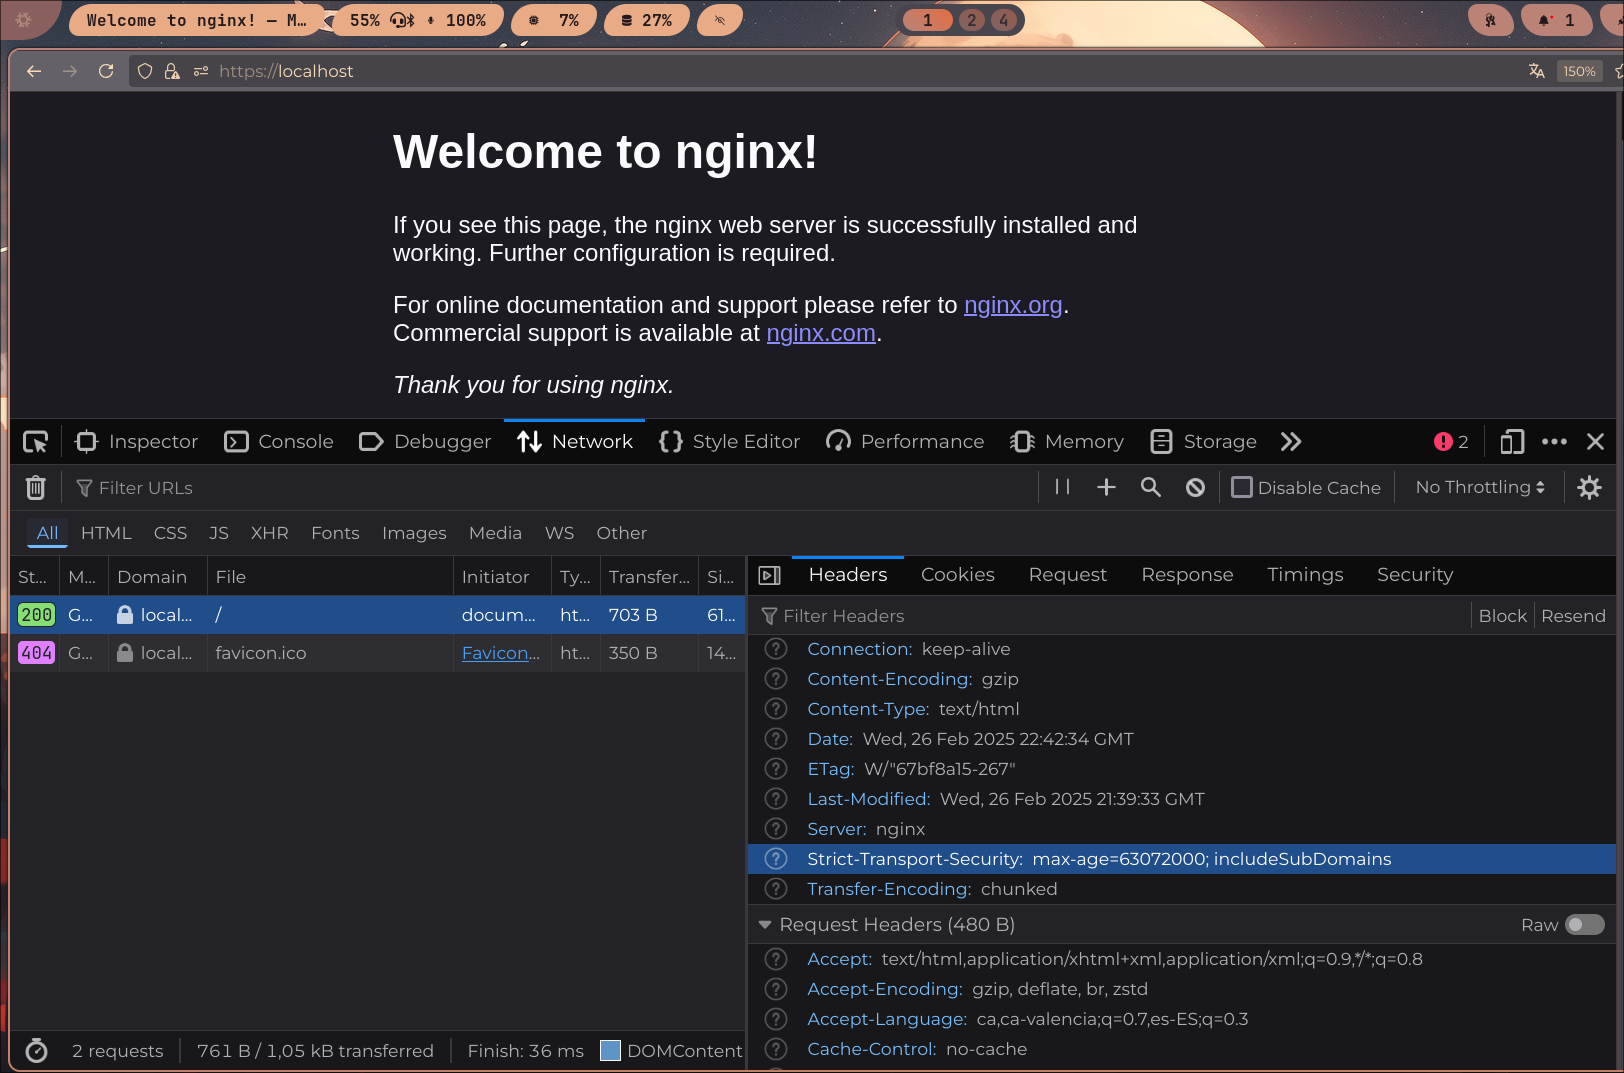 Welcome to nginx! — M… 55% 100% 7% 27% 1 2 4 1
https://localhost 150%
Welcome to nginx!
If you see this page, the nginx web server is successfully installed and
working. Further configuration is required.
For online documentation and support please refer to nginx.org.
Commercial support is available at nginx.com.
Thank you for using nginx.
Inspector Console Debugger Network Style Editor Performance Memory Storage 2
Filter URLs Disable Cache No Throttling
All HTML CSS JS XHR Fonts Images Media WS Other
St… M… Domain File Initiator Ty… Transfer… Si…
200 G… local… / docum… ht… 703 B 61…
404 G… local… favicon.ico Favicon… ht… 350 B 14…
2 requests 761 B / 1,05 kB transferred Finish: 36 ms DOMContent
Headers Cookies Request Response Timings Security
Filter Headers Block Resend
Connection: keep-alive
Content-Encoding: gzip
Content-Type: text/html
Date: Wed, 26 Feb 2025 22:42:34 GMT
ETag: W/"67bf8a15-267"
Last-Modified: Wed, 26 Feb 2025 21:39:33 GMT
Server: nginx
Strict-Transport-Security: max-age=63072000; includeSubDomains
Transfer-Encoding: chunked
Request Headers (480 B) Raw
Accept: text/html,application/xhtml+xml,application/xml;q=0.9,*/*;q=0.8
Accept-Encoding: gzip, deflate, br, zstd
Accept-Language: ca,ca-valencia;q=0.7,es-ES;q=0.3
Cache-Control: no-cache